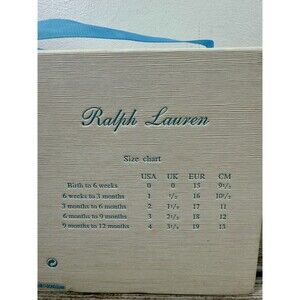 Ralph Lauren
Size chart
USA UK EUR CM
Birth to 6 weeks 0 0 15 9½
6 weeks to 3 months 1 ½ 16 10½
3 months to 6 months 2 1½ 17 11
6 months to 9 months 3 2½ 18 12
9 months to 12 months 4 3½ 19 13